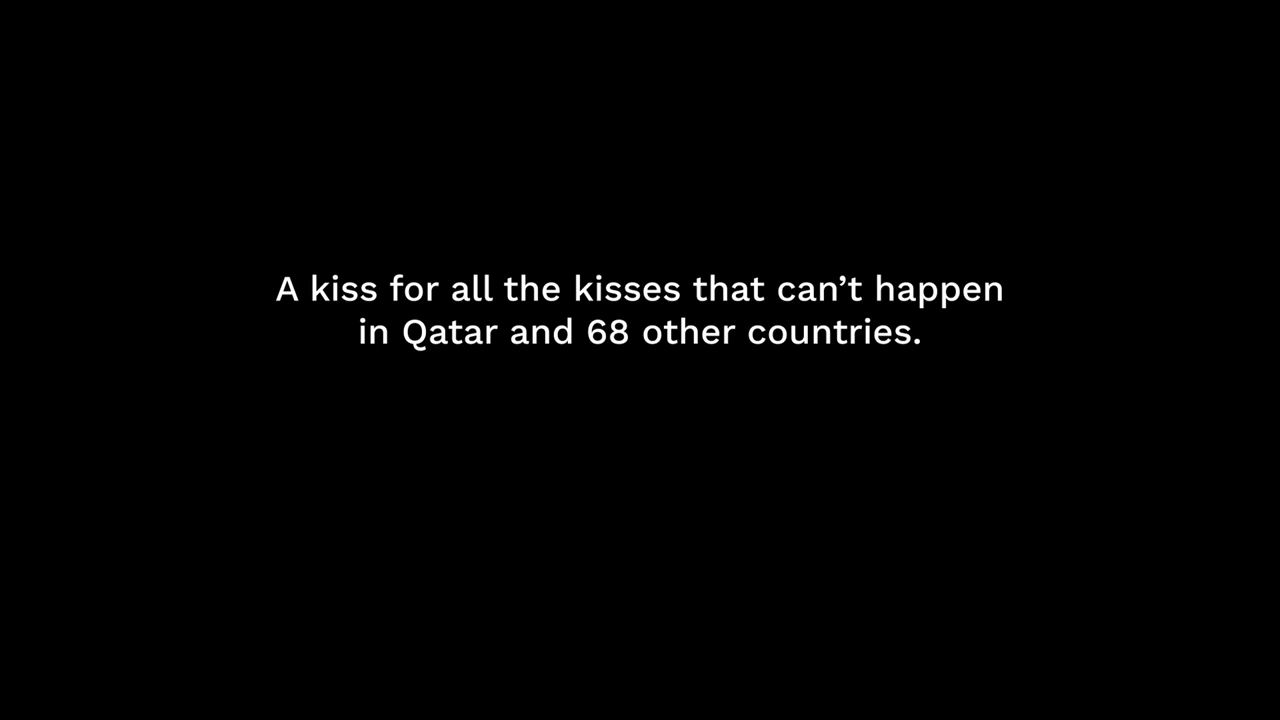 A kiss for all the kisses that can’t happen
in Qatar and 68 other countries.